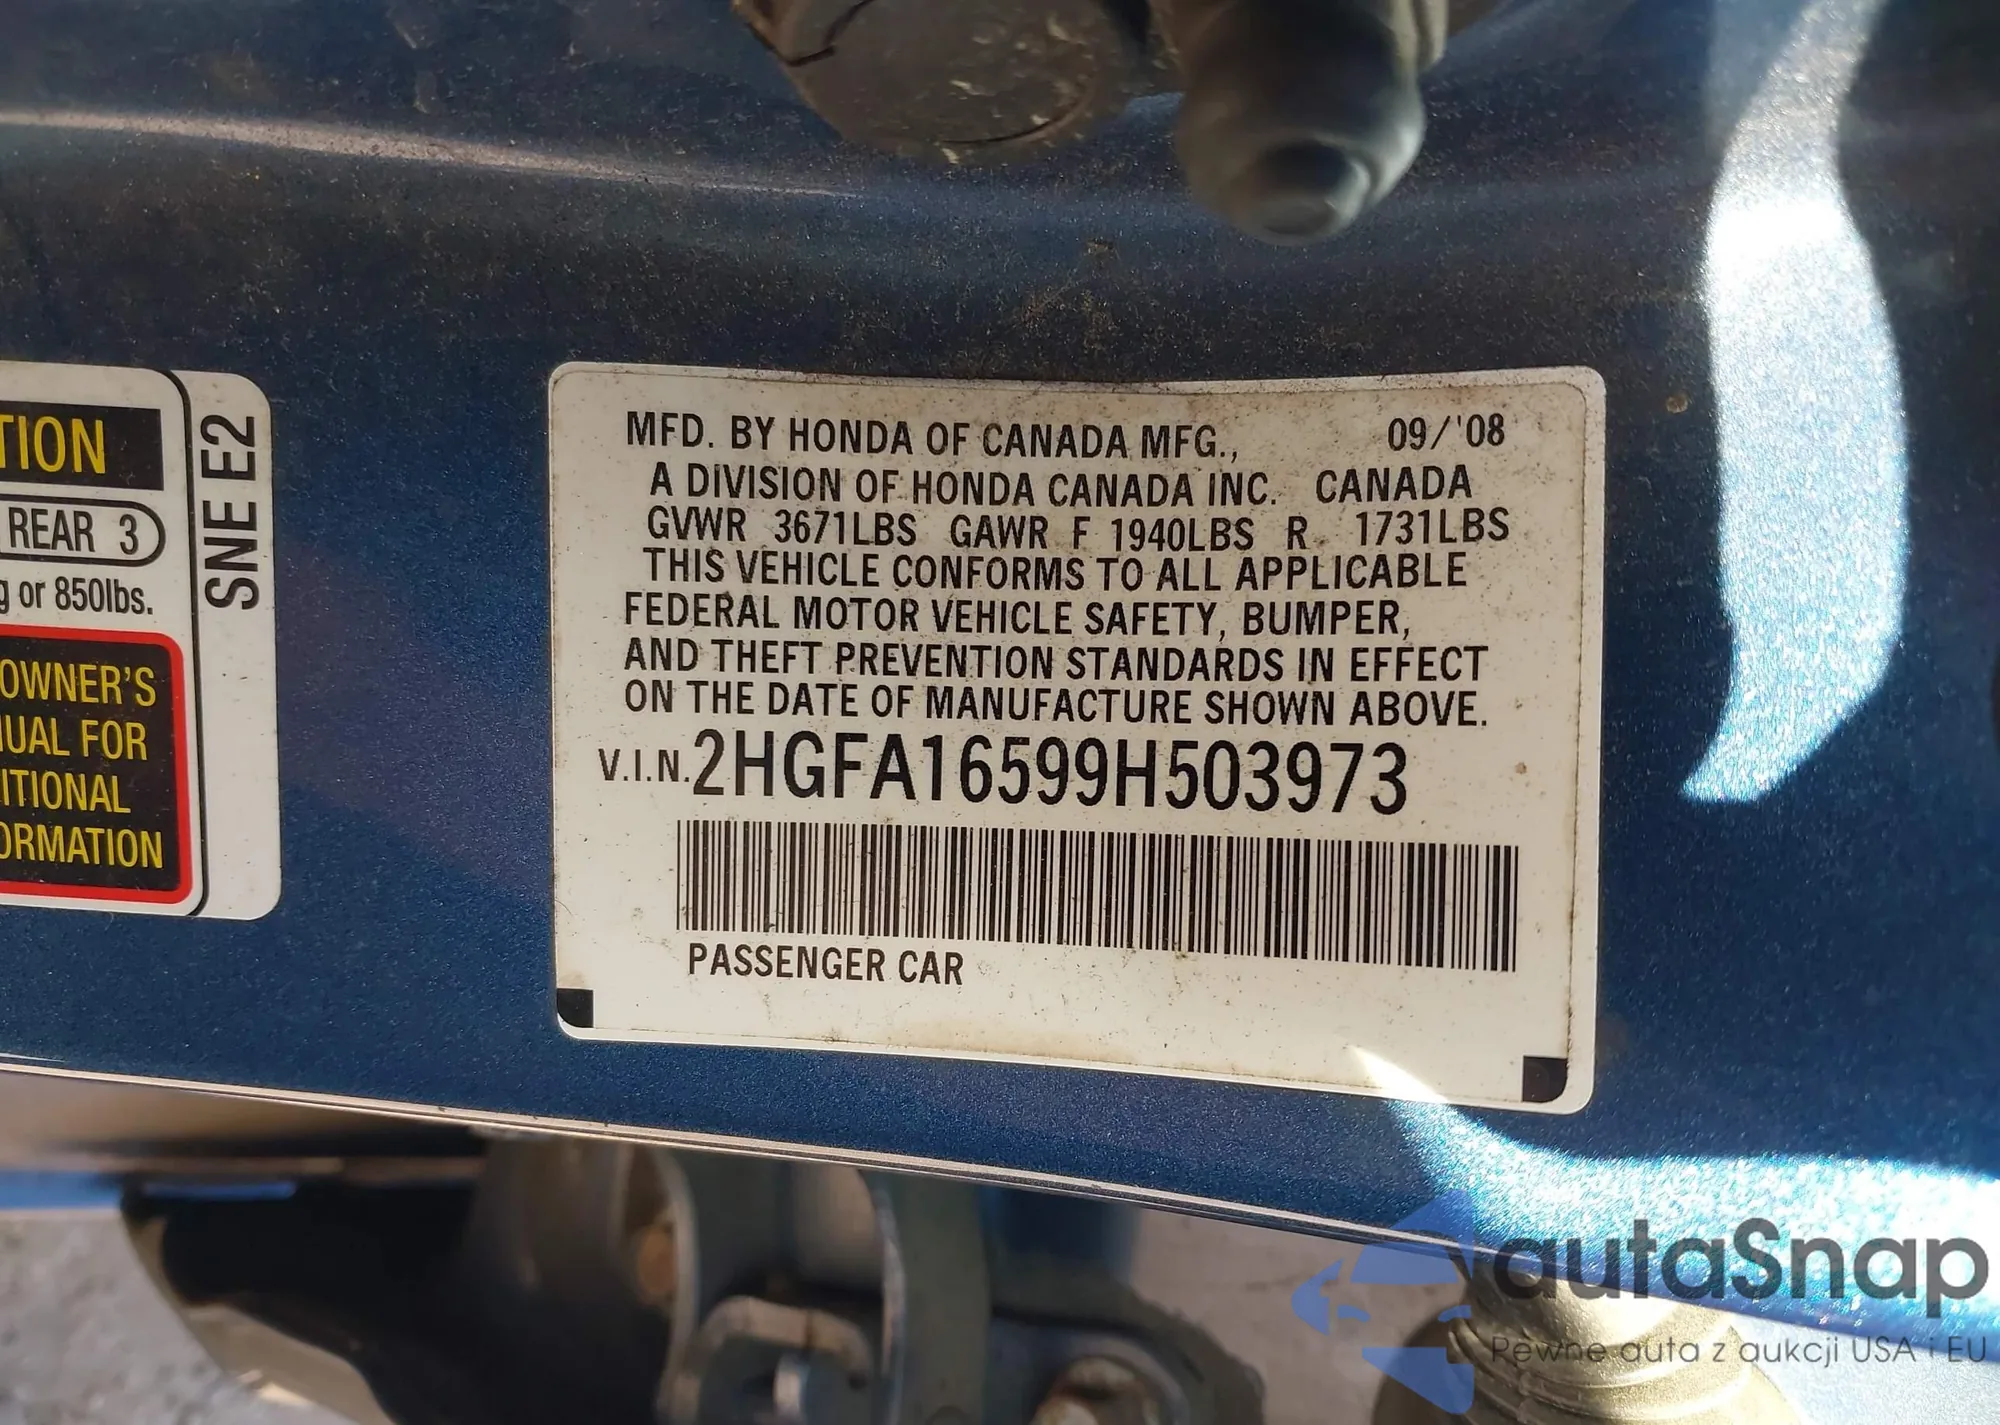 TION
REAR 3
g or 850lbs.
OWNER'S
UAL FOR
ITIONAL
ORMATION
SNE E2
MFD. BY HONDA OF CANADA MFG., 09/'08
A DIVISION OF HONDA CANADA INC. CANADA
GVWR 3671LBS GAWR F 1940LBS R 1731LBS
THIS VEHICLE CONFORMS TO ALL APPLICABLE
FEDERAL MOTOR VEHICLE SAFETY, BUMPER,
AND THEFT PREVENTION STANDARDS IN EFFECT
ON THE DATE OF MANUFACTURE SHOWN ABOVE.
V.I.N. 2HGFA16599H503973
PASSENGER CAR
autaSnap
Pewne auta z aukcji USA i EU